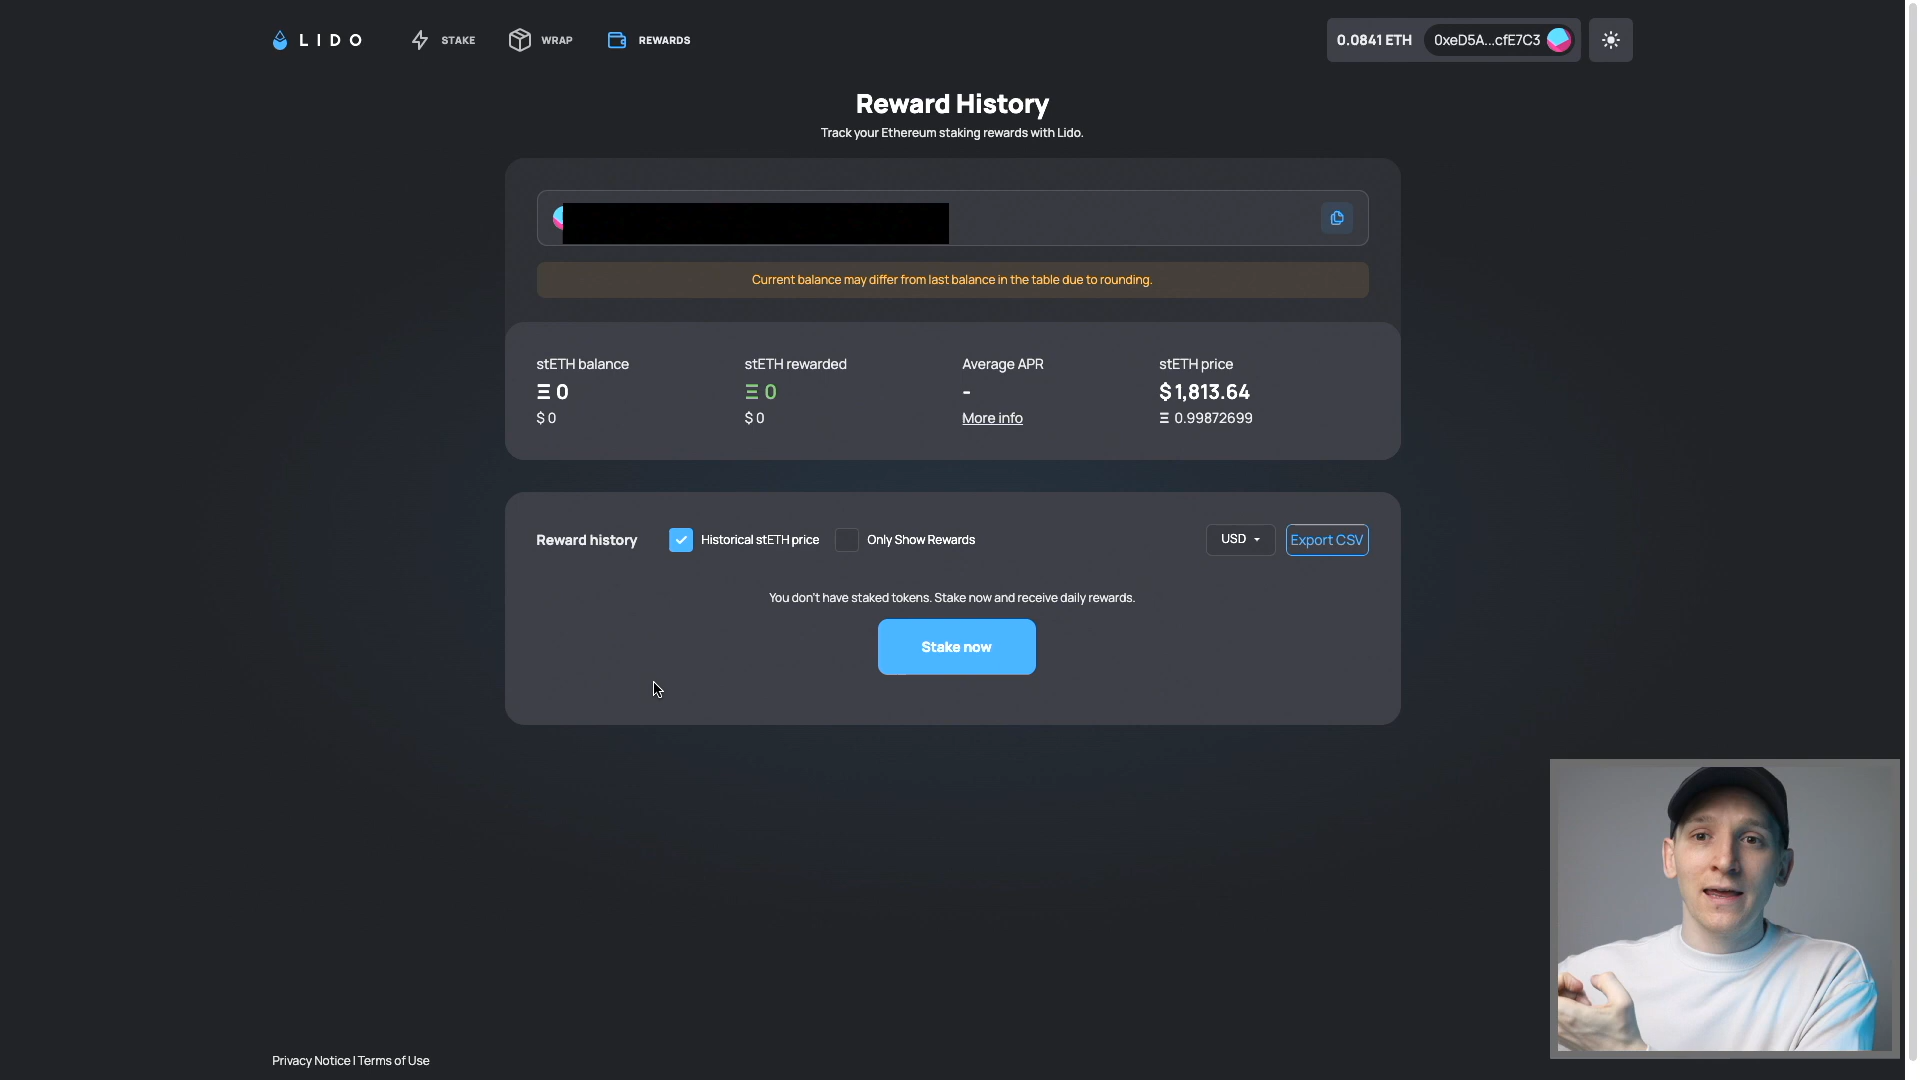 LIDO STAKE WRAP REWARDS 0.0841 ETH 0xeD5A...cfE7C3
Reward History
Track your Ethereum staking rewards with Lido.
Current balance may differ from last balance in the table due to rounding.
stETH balance stETH rewarded Average APR stETH price
Ξ 0 Ξ 0 - $ 1,813.64
$ 0 $ 0 More info Ξ 0.99872699
Reward history Historical stETH price Only Show Rewards USD Export CSV
You don't have staked tokens. Stake now and receive daily rewards.
Stake now
Privacy Notice | Terms of Use